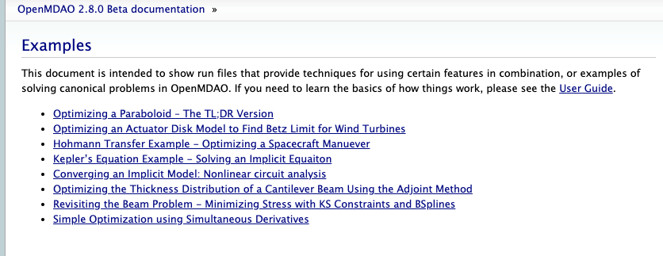 OpenMDAO 2.8.0 Beta documentation »
Examples
This document is intended to show run files that provide techniques for using certain features in combination, or examples of
solving canonical problems in OpenMDAO. If you need to learn the basics of how things work, please see the User Guide.
• Optimizing a Paraboloid – The TL;DR Version
• Optimizing an Actuator Disk Model to Find Betz Limit for Wind Turbines
• Hohmann Transfer Example – Optimizing a Spacecraft Manuever
• Kepler's Equation Example – Solving an Implicit Equaiton
• Converging an Implicit Model: Nonlinear circuit analysis
• Optimizing the Thickness Distribution of a Cantilever Beam Using the Adjoint Method
• Revisiting the Beam Problem – Minimizing Stress with KS Constraints and BSplines
• Simple Optimization using Simultaneous Derivatives